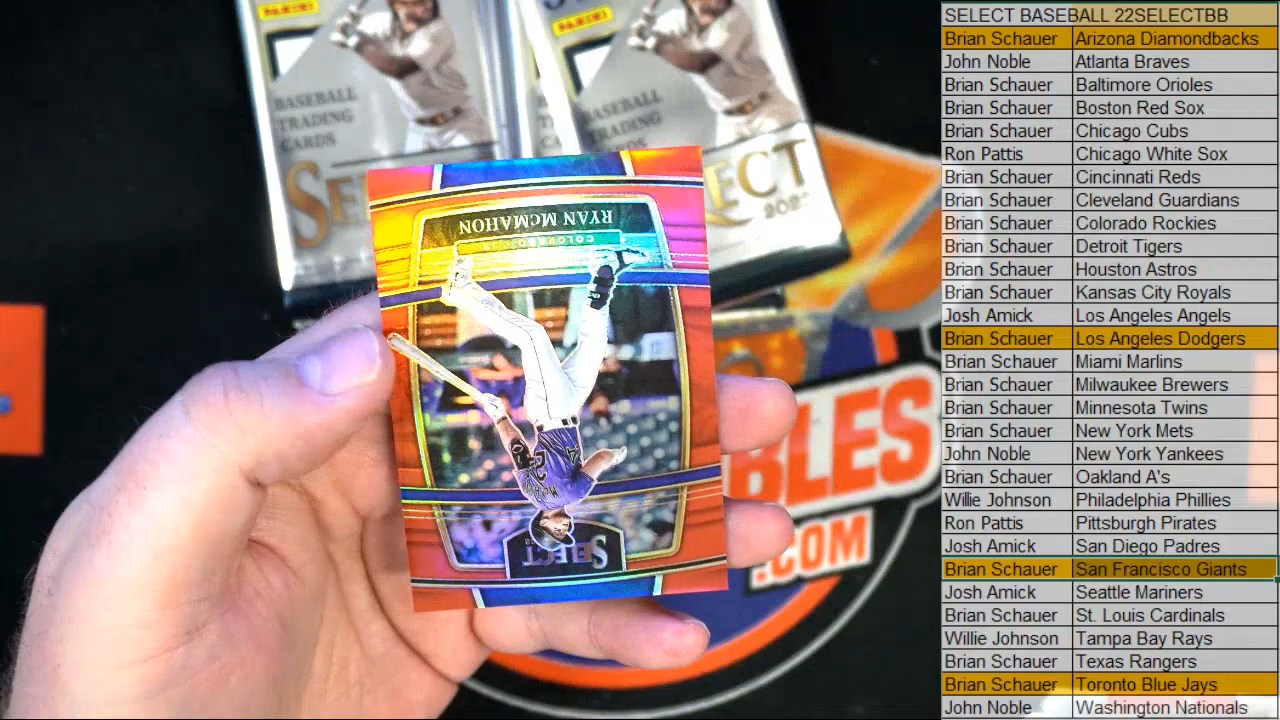 PANINI
PANINI
BASEBALL
TRADING
CARDS
TRADING
CARDS
SE
ECT
RYAN MCMAHON
SELECT
BLES
.COM
SELECT BASEBALL 22SELECTBB
Brian Schauer Arizona Diamondbacks
John Noble Atlanta Braves
Brian Schauer Baltimore Orioles
Brian Schauer Boston Red Sox
Brian Schauer Chicago Cubs
Ron Pattis Chicago White Sox
Brian Schauer Cincinnati Reds
Brian Schauer Cleveland Guardians
Brian Schauer Colorado Rockies
Brian Schauer Detroit Tigers
Brian Schauer Houston Astros
Brian Schauer Kansas City Royals
Josh Amick Los Angeles Angels
Brian Schauer Los Angeles Dodgers
Brian Schauer Miami Marlins
Brian Schauer Milwaukee Brewers
Brian Schauer Minnesota Twins
Brian Schauer New York Mets
John Noble New York Yankees
Brian Schauer Oakland A's
Willie Johnson Philadelphia Phillies
Ron Pattis Pittsburgh Pirates
Josh Amick San Diego Padres
Brian Schauer San Francisco Giants
Josh Amick Seattle Mariners
Brian Schauer St. Louis Cardinals
Willie Johnson Tampa Bay Rays
Brian Schauer Texas Rangers
Brian Schauer Toronto Blue Jays
John Noble Washington Nationals